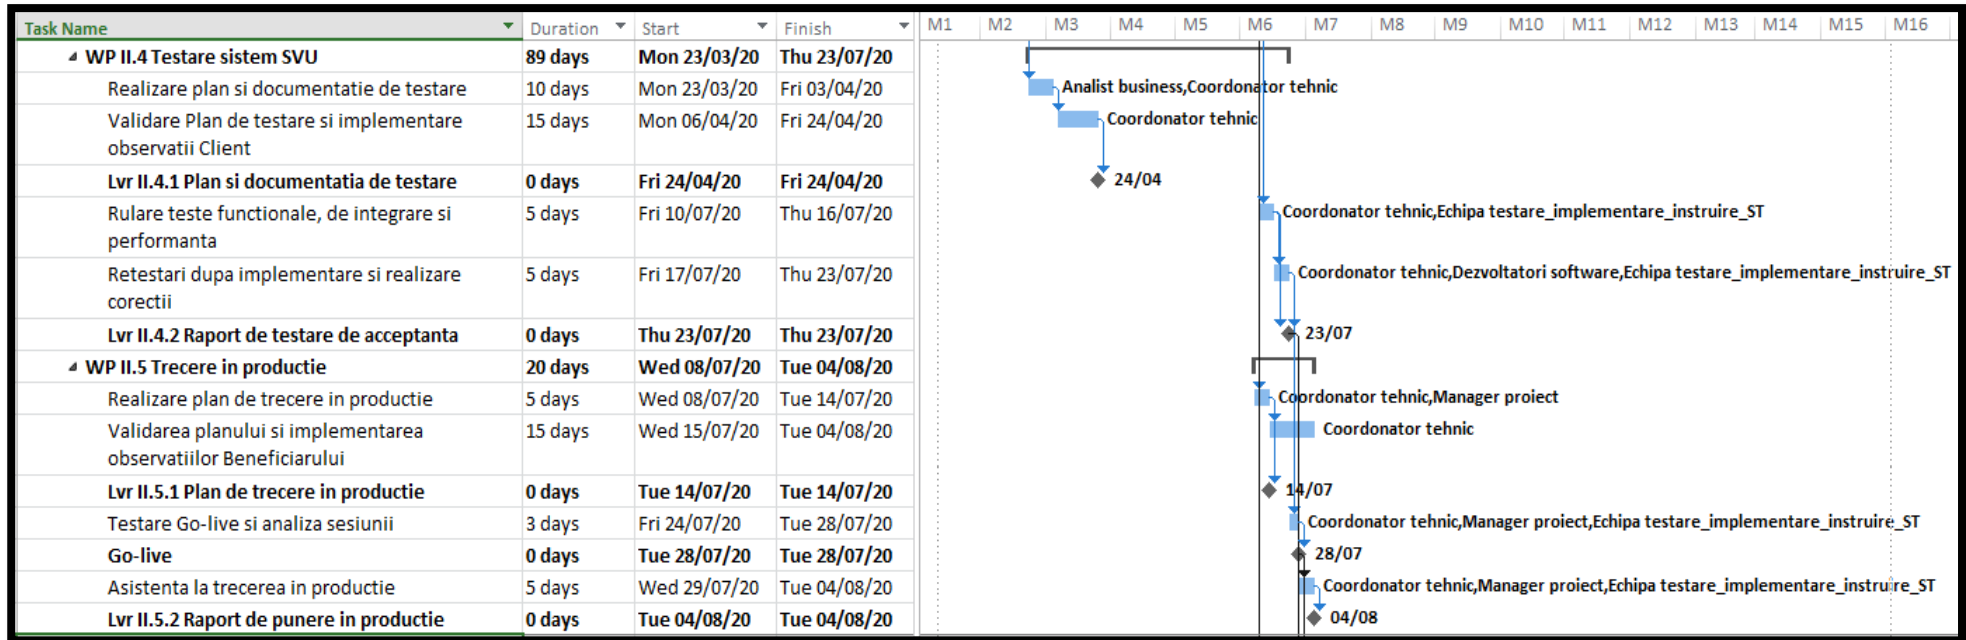 Task Name Duration Start Finish M1 M2 M3 M4 M5 M6 M7 M8 M9 M10 M11 M12 M13 M14 M15 M16
WP II.4 Testare sistem SVU 89 days Mon 23/03/20 Thu 23/07/20
Realizare plan si documentatie de testare 10 days Mon 23/03/20 Fri 03/04/20 Analist business,Coordonator tehnic
Validare Plan de testare si implementare 15 days Mon 06/04/20 Fri 24/04/20 Coordonator tehnic
observatii Client
Lvr II.4.1 Plan si documentatia de testare 0 days Fri 24/04/20 Fri 24/04/20 24/04
Rulare teste functionale, de integrare si 5 days Fri 10/07/20 Thu 16/07/20 Coordonator tehnic,Echipa testare_implementare_instruire_ST
performanta
Retestari dupa implementare si realizare 5 days Fri 17/07/20 Thu 23/07/20 Coordonator tehnic,Dezvoltatori software,Echipa testare_implementare_instruire_ST
corectii
Lvr II.4.2 Raport de testare de acceptanta 0 days Thu 23/07/20 Thu 23/07/20 23/07
WP II.5 Trecere in productie 20 days Wed 08/07/20 Tue 04/08/20
Realizare plan de trecere in productie 5 days Wed 08/07/20 Tue 14/07/20 Coordonator tehnic,Manager proiect
Validarea planului si implementarea 15 days Wed 15/07/20 Tue 04/08/20 Coordonator tehnic
observatiilor Beneficiarului
Lvr II.5.1 Plan de trecere in productie 0 days Tue 14/07/20 Tue 14/07/20 14/07
Testare Go-live si analiza sesiunii 3 days Fri 24/07/20 Tue 28/07/20 Coordonator tehnic,Manager proiect,Echipa testare_implementare_instruire_ST
Go-live 0 days Tue 28/07/20 Tue 28/07/20 28/07
Asistenta la trecerea in productie 5 days Wed 29/07/20 Tue 04/08/20 Coordonator tehnic,Manager proiect,Echipa testare_implementare_instruire_ST
Lvr II.5.2 Raport de punere in productie 0 days Tue 04/08/20 Tue 04/08/20 04/08